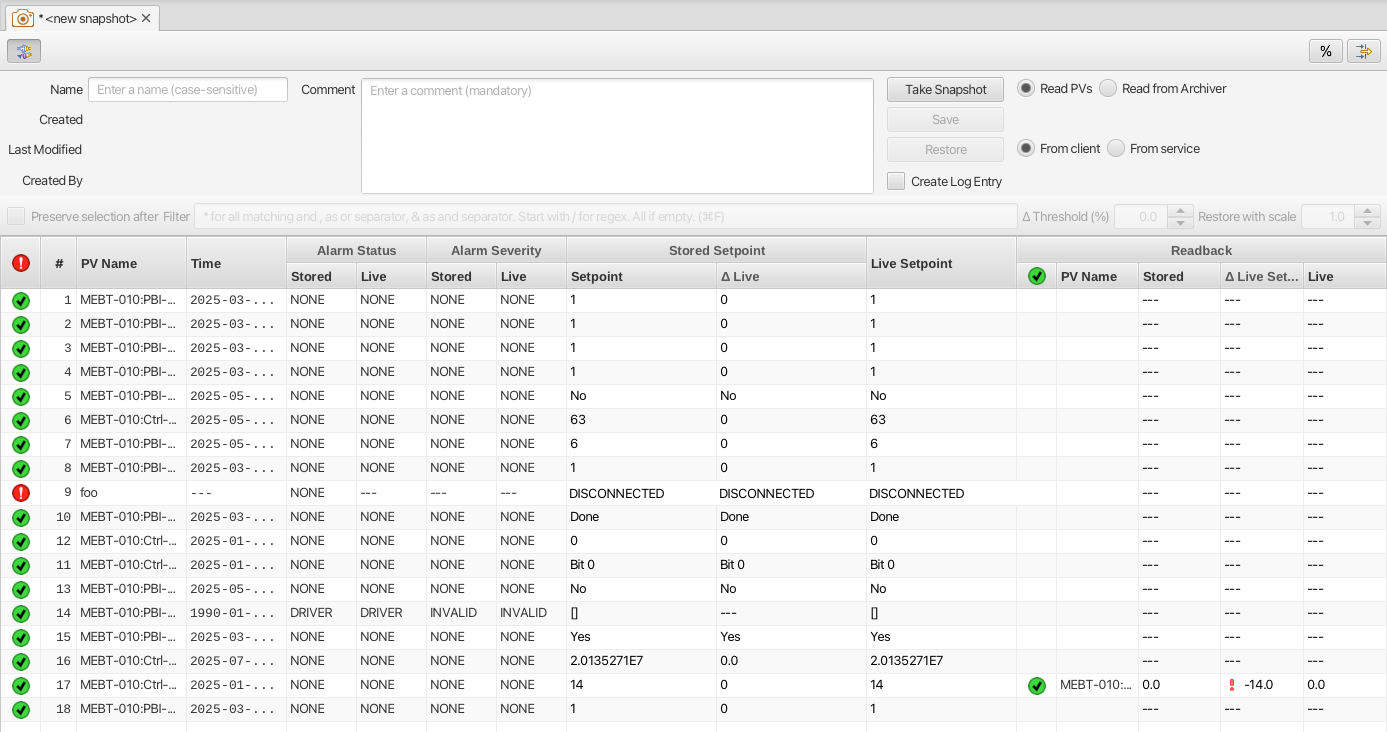 * <new snapshot> ✕
%
Name Enter a name (case-sensitive) Comment Enter a comment (mandatory) Take Snapshot Read PVs Read from Archiver
Created Save
Last Modified Restore From client From service
Created By Create Log Entry
Preserve selection after Filter * for all matching and , as or separator, & as and separator. Start with / for regex. All if empty. (⌘F) Δ Threshold (%) 0.0 Restore with scale 1.0
# PV Name Time Alarm Status Alarm Severity Stored Setpoint Live Setpoint Readback
Stored Live Stored Live Setpoint Δ Live PV Name Stored Δ Live Set... Live
1 MEBT-010:PBI-... 2025-03-... NONE NONE NONE NONE 1 0 1 --- --- ---
2 MEBT-010:PBI-... 2025-03-... NONE NONE NONE NONE 1 0 1 --- --- ---
3 MEBT-010:PBI-... 2025-03-... NONE NONE NONE NONE 1 0 1 --- --- ---
4 MEBT-010:PBI-... 2025-03-... NONE NONE NONE NONE 1 0 1 --- --- ---
5 MEBT-010:PBI-... 2025-05-... NONE NONE NONE NONE No No No --- --- ---
6 MEBT-010:Ctrl-... 2025-05-... NONE NONE NONE NONE 63 0 63 --- --- ---
7 MEBT-010:PBI-... 2025-05-... NONE NONE NONE NONE 6 0 6 --- --- ---
8 MEBT-010:PBI-... 2025-03-... NONE NONE NONE NONE 1 0 1 --- --- ---
9 foo --- NONE --- --- --- DISCONNECTED DISCONNECTED DISCONNECTED --- --- ---
10 MEBT-010:PBI-... 2025-03-... NONE NONE NONE NONE Done Done Done --- --- ---
12 MEBT-010:Ctrl-... 2025-01-... NONE NONE NONE NONE 0 0 0 --- --- ---
11 MEBT-010:Ctrl-... 2025-01-... NONE NONE NONE NONE Bit 0 Bit 0 Bit 0 --- --- ---
13 MEBT-010:PBI-... 2025-05-... NONE NONE NONE NONE No No No --- --- ---
14 MEBT-010:PBI-... 1990-01-... DRIVER DRIVER INVALID INVALID [] --- [] --- --- ---
15 MEBT-010:PBI-... 2025-03-... NONE NONE NONE NONE Yes Yes Yes --- --- ---
16 MEBT-010:Ctrl-... 2025-07-... NONE NONE NONE NONE 2.0135271E7 0.0 2.0135271E7 --- --- ---
17 MEBT-010:Ctrl-... 2025-01-... NONE NONE NONE NONE 14 0 14 MEBT-010:... 0.0 -14.0 0.0
18 MEBT-010:PBI-... 2025-03-... NONE NONE NONE NONE 1 0 1 --- --- ---